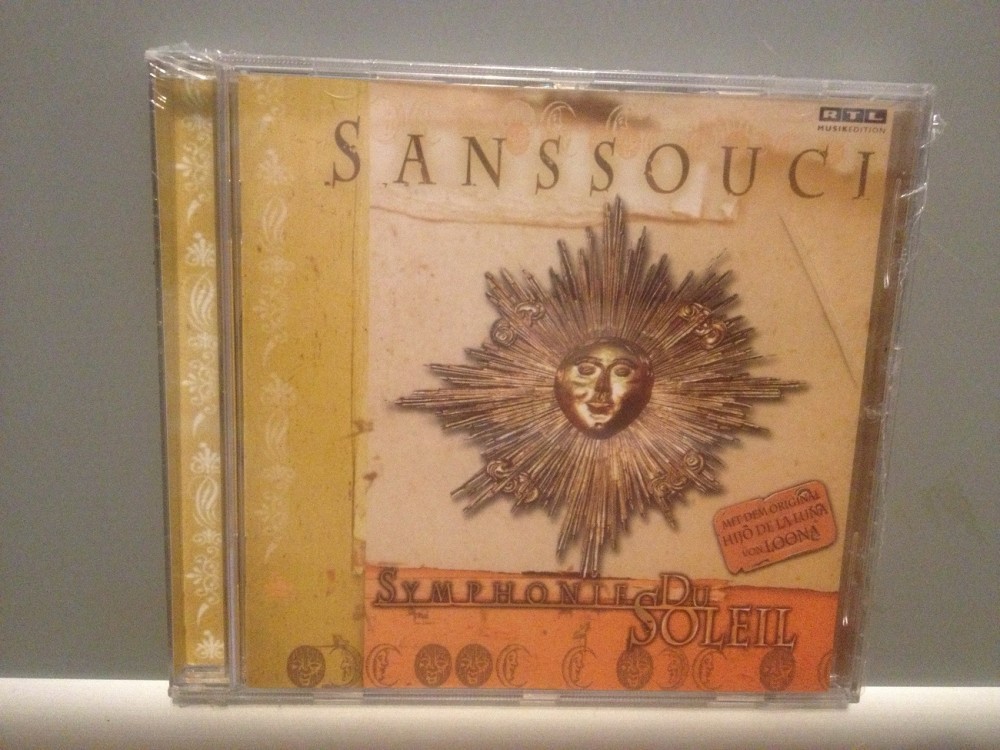 RTL
MUSIKEDITION
SANSSOUCI
MIT DEM ORIGINAL
HIJO DE LA LUNA
VON LOONA
SYMPHONIE DU
SOLEIL